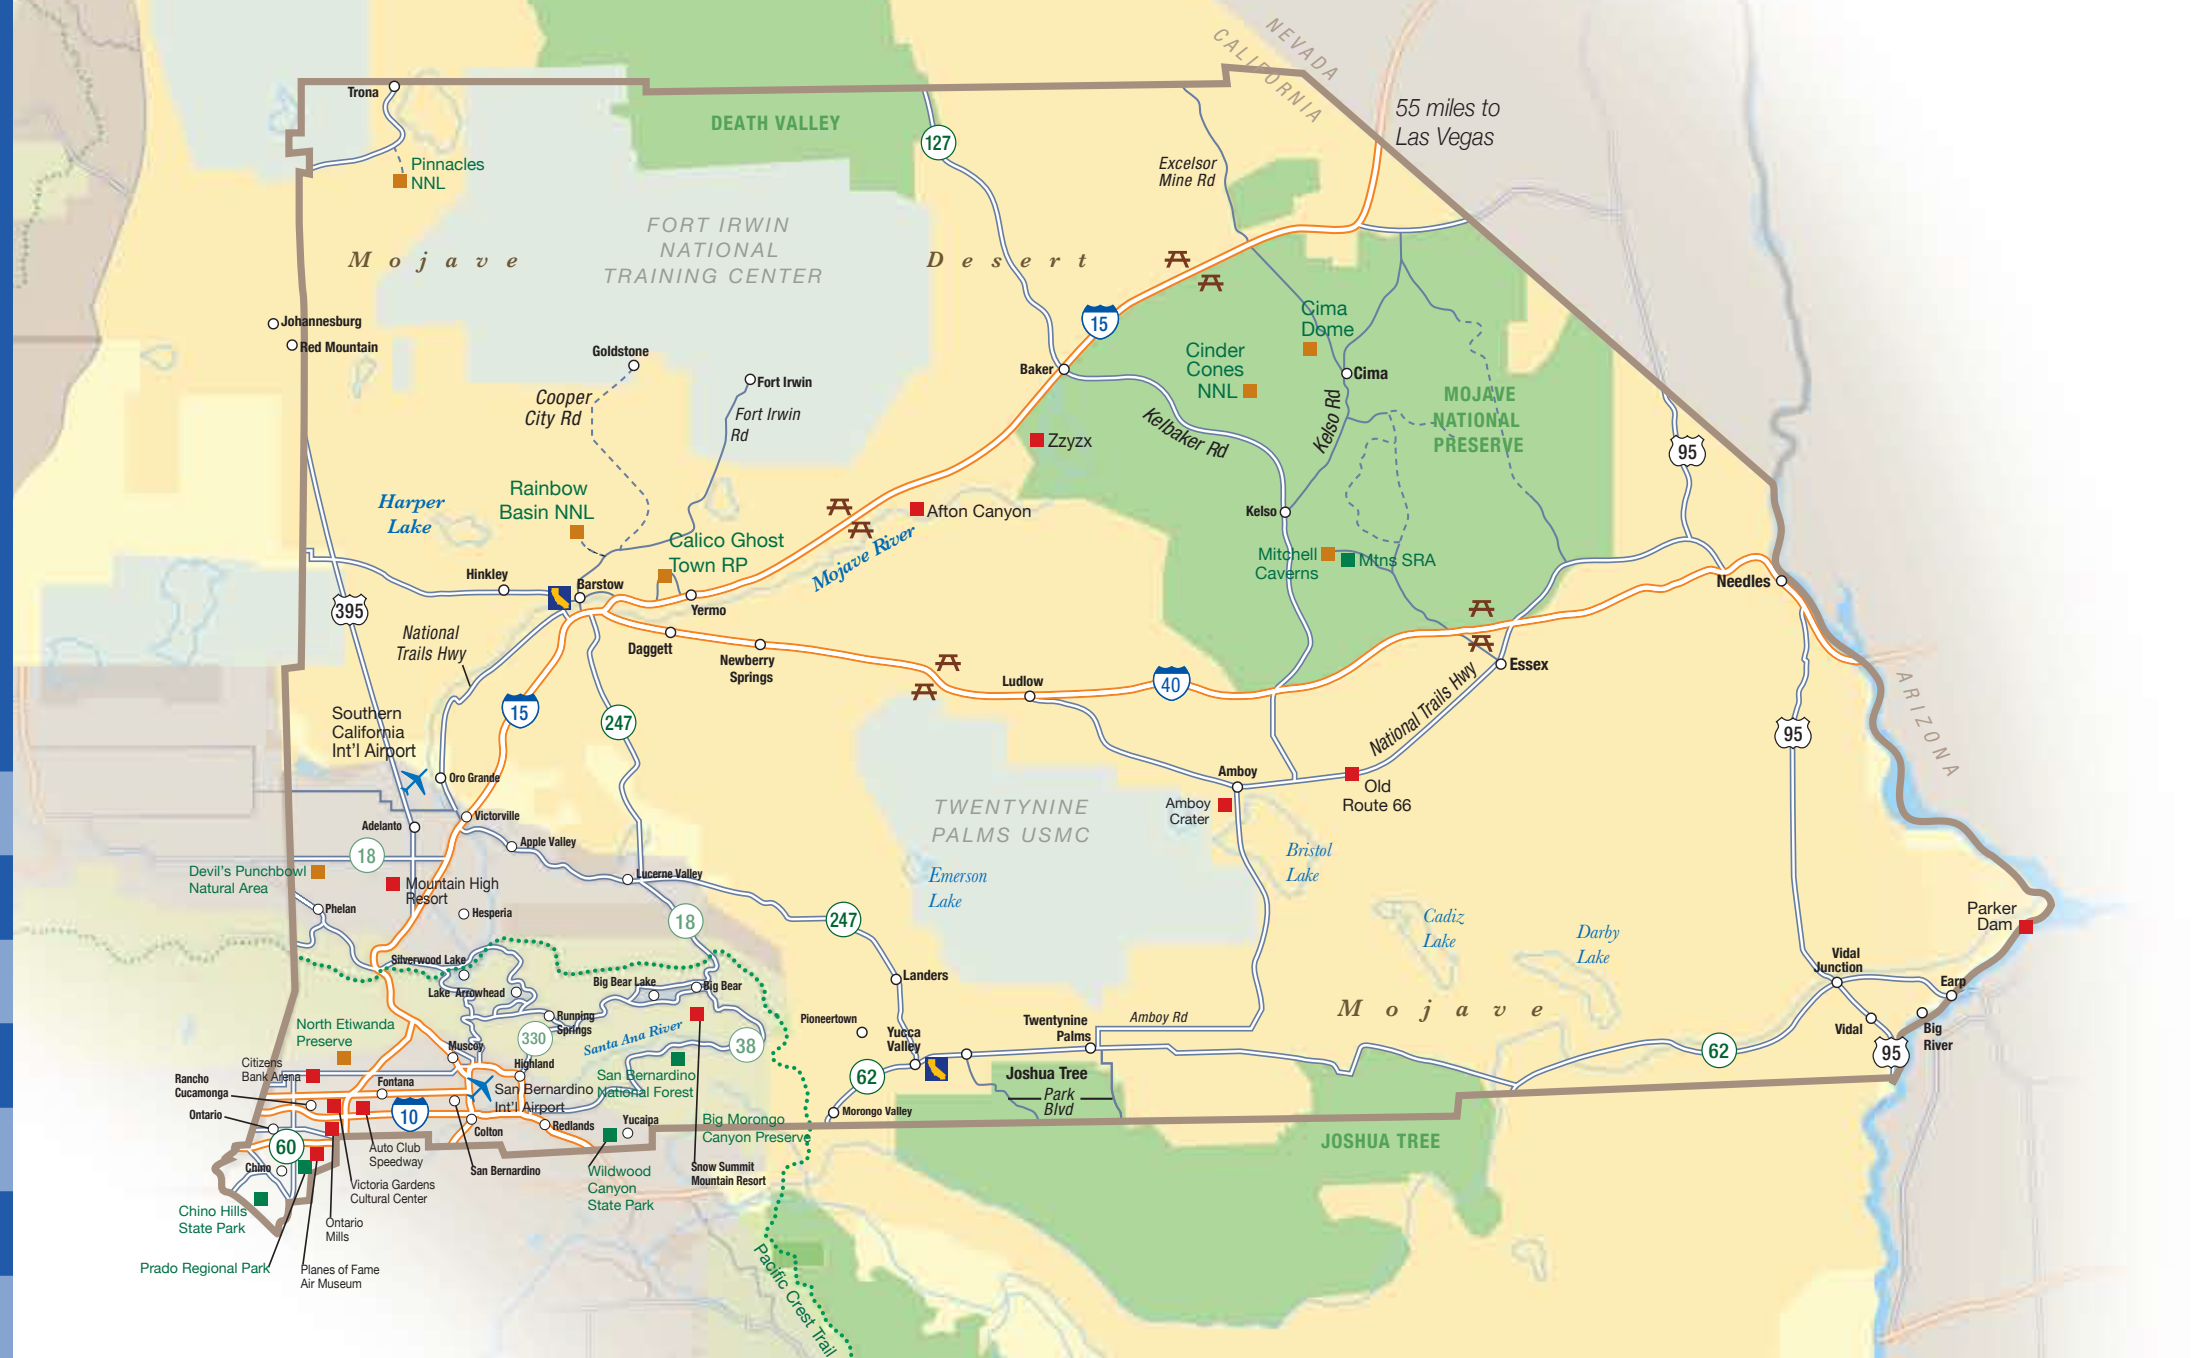 NEVADA
CALIFORNIA
55 miles to
Las Vegas
Trona
DEATH VALLEY
127
Pinnacles
NNL
Excelsor
Mine Rd
FORT IRWIN
NATIONAL
TRAINING CENTER
Mojave
Desert
Johannesburg
Red Mountain
15
Cima
Dome
Goldstone
Cinder
Cones
NNL
Baker
Cima
Fort Irwin
Cooper
City Rd
Fort Irwin
Rd
MOJAVE
NATIONAL
PRESERVE
Kelso Rd
Kelbaker Rd
Zzyzx
95
Harper
Lake
Rainbow
Basin NNL
Afton Canyon
Kelso
Calico Ghost
Town RP
Mojave River
Mitchell
Caverns
Mtns SRA
Hinkley
Barstow
Yermo
Needles
395
National
Trails Hwy
Daggett
Newberry
Springs
Essex
Ludlow
40
National Trails Hwy
ARIZONA
15
247
95
Southern
California
Int'l Airport
Oro Grande
Amboy
Old
Route 66
Amboy
Crater
TWENTYNINE
PALMS USMC
Victorville
Adelanto
Apple Valley
18
Bristol
Lake
Devil's Punchbowl
Natural Area
Mountain High
Resort
Lucerne Valley
Emerson
Lake
Phelan
Hesperia
18
247
Cadiz
Lake
Darby
Lake
Parker
Dam
Silverwood Lake
Landers
Vidal
Junction
Earp
Lake Arrowhead
Big Bear Lake
Big Bear
Mojave
Running
Springs
Pioneertown
Yucca
Valley
Twentynine
Palms
Amboy Rd
Vidal
Big
River
North Etiwanda
Preserve
330
Santa Ana River
38
62
95
Muscoy
Highland
Citizens
Bank Arena
San Bernardino
National Forest
62
Joshua Tree
Park
Blvd
Rancho
Cucamonga
Fontana
San Bernardino
Int'l Airport
Ontario
10
Morongo Valley
Big Morongo
Canyon Preserve
Colton
Redlands
Yucaipa
60
JOSHUA TREE
Auto Club
Speedway
Chino
San Bernardino
Wildwood
Canyon
State Park
Snow Summit
Mountain Resort
Victoria Gardens
Cultural Center
Chino Hills
State Park
Ontario
Mills
Prado Regional Park
Planes of Fame
Air Museum
Pacific Crest Trail